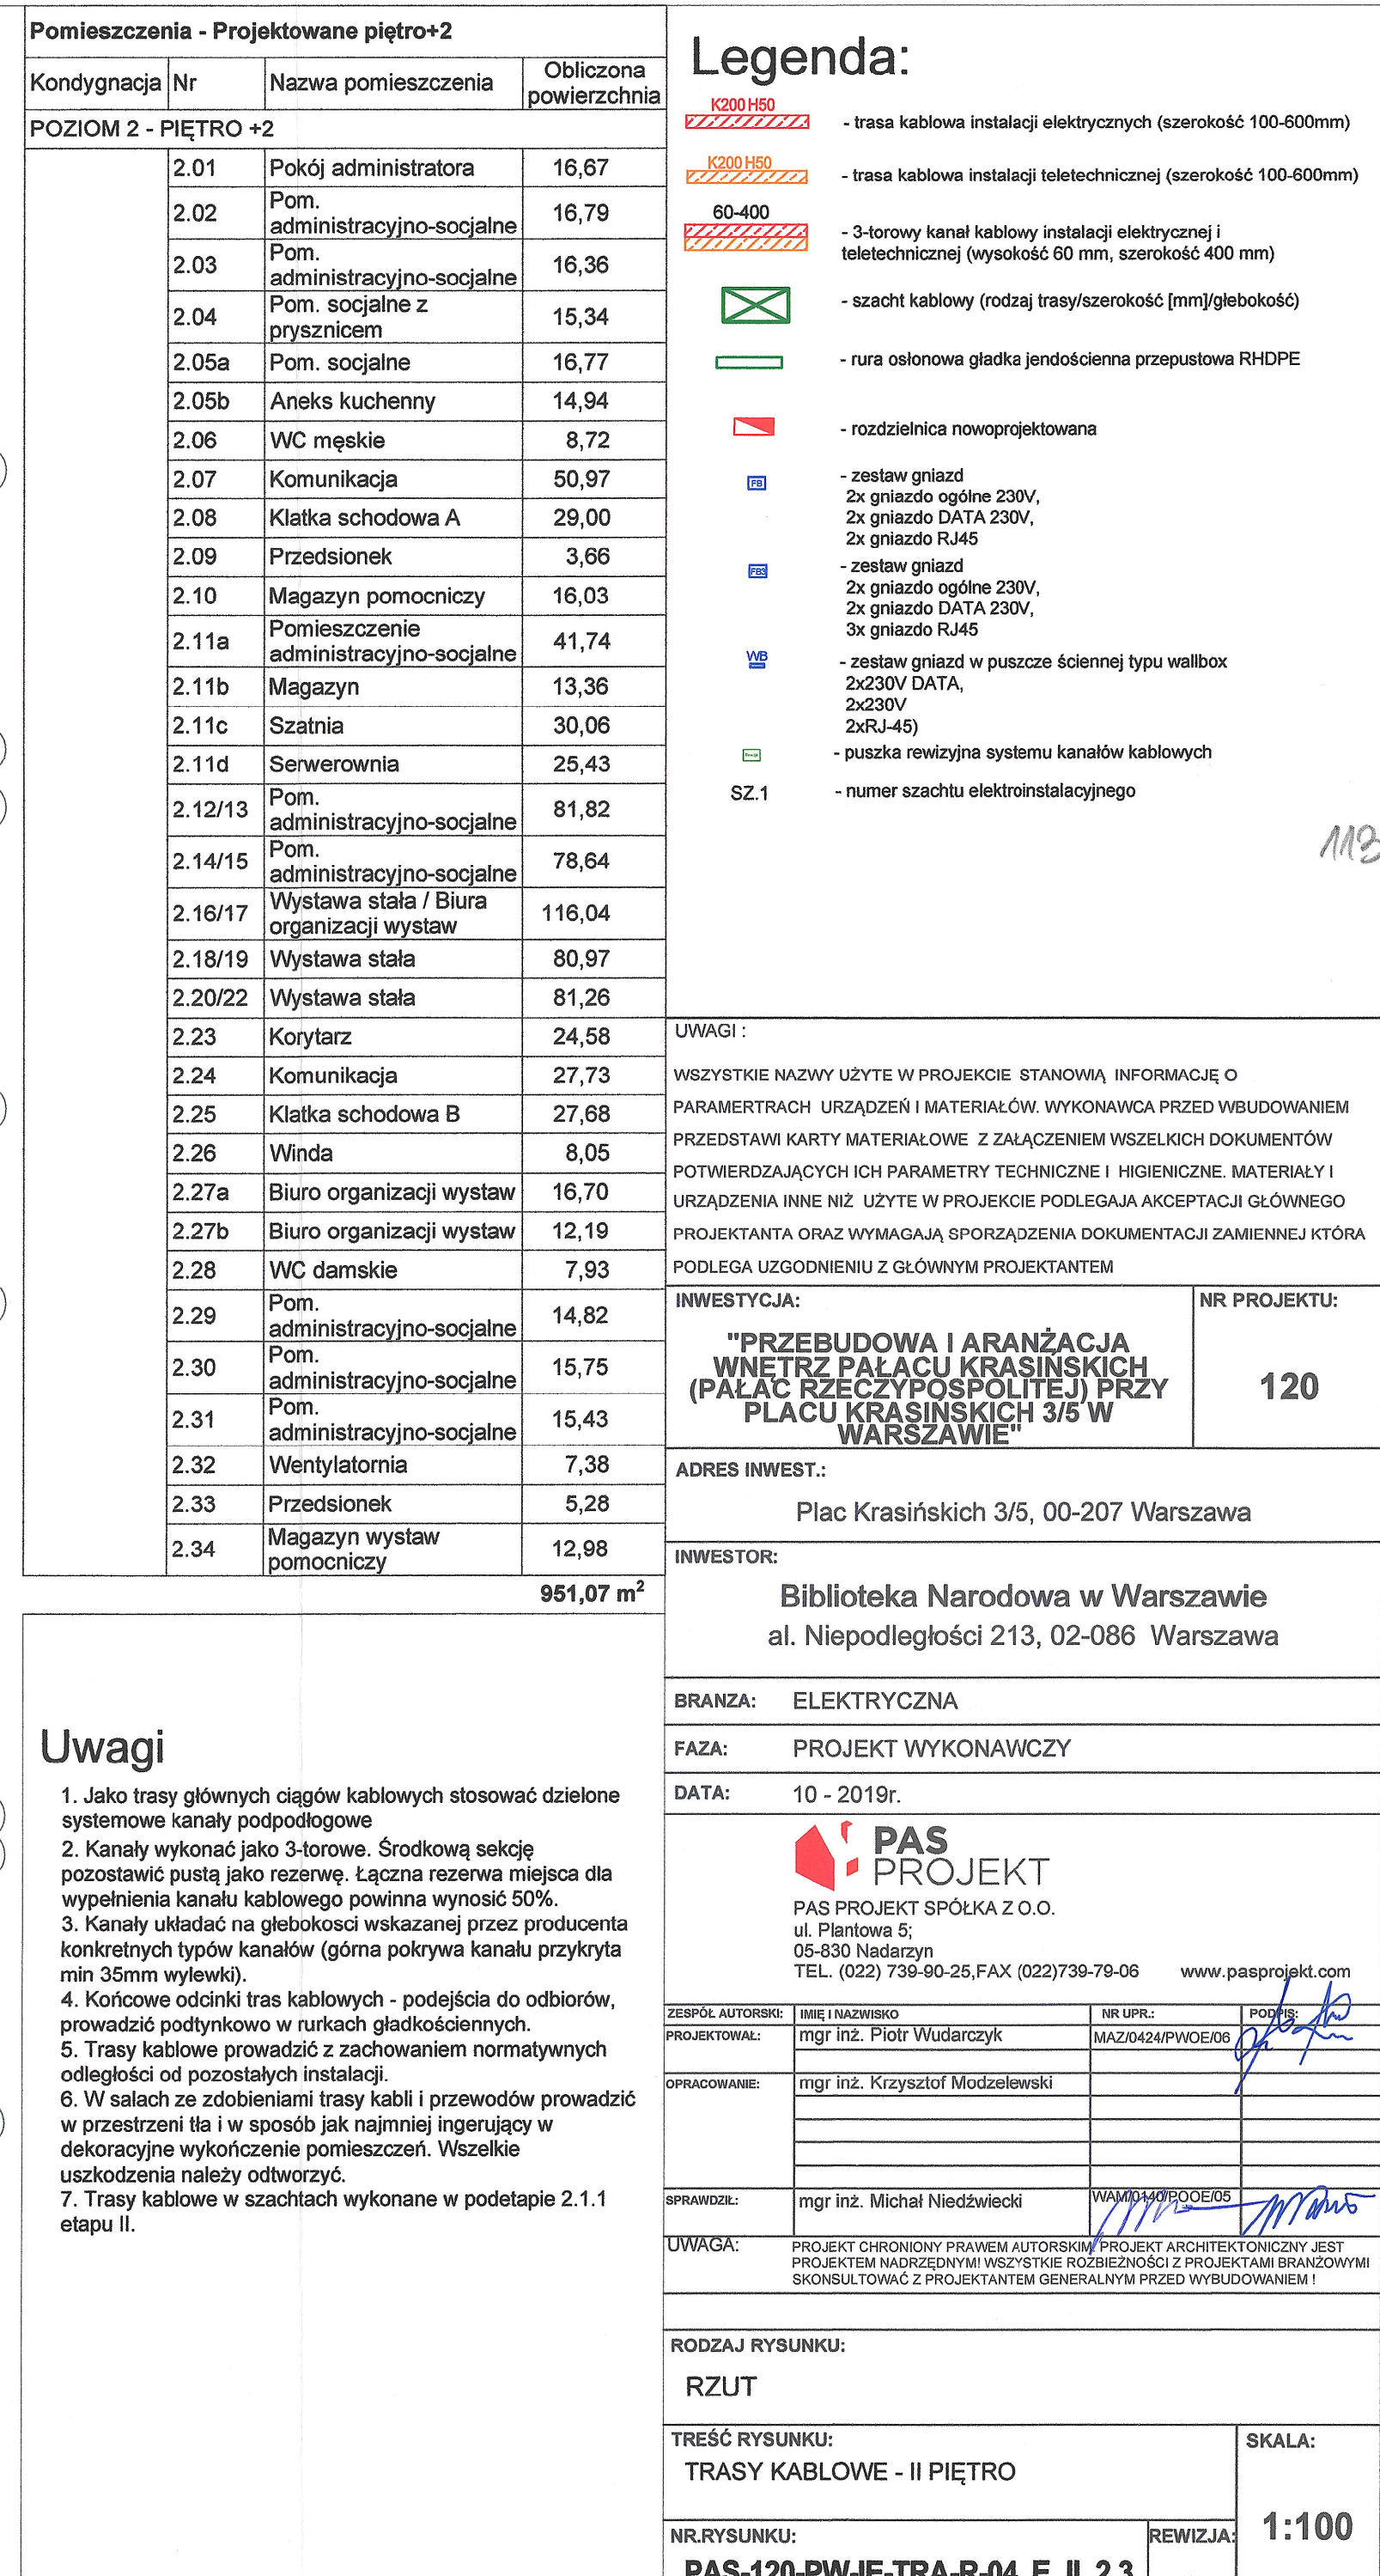 Pomieszczenia - Projektowane piętro+2
Kondygnacja Nr Nazwa pomieszczenia Obliczona powierzchnia
POZIOM 2 - PIĘTRO +2
2.01 Pokój administratora 16,67
2.02 Pom. administracyjno-socjalne 16,79
2.03 Pom. administracyjno-socjalne 16,36
2.04 Pom. socjalne z prysznicem 15,34
2.05a Pom. socjalne 16,77
2.05b Aneks kuchenny 14,94
2.06 WC męskie 8,72
2.07 Komunikacja 50,97
2.08 Klatka schodowa A 29,00
2.09 Przedsionek 3,66
2.10 Magazyn pomocniczy 16,03
2.11a Pomieszczenie administracyjno-socjalne 41,74
2.11b Magazyn 13,36
2.11c Szatnia 30,06
2.11d Serwerownia 25,43
2.12/13 Pom. administracyjno-socjalne 81,82
2.14/15 Pom. administracyjno-socjalne 78,64
2.16/17 Wystawa stała / Biura organizacji wystaw 116,04
2.18/19 Wystawa stała 80,97
2.20/22 Wystawa stała 81,26
2.23 Korytarz 24,58
2.24 Komunikacja 27,73
2.25 Klatka schodowa B 27,68
2.26 Winda 8,05
2.27a Biuro organizacji wystaw 16,70
2.27b Biuro organizacji wystaw 12,19
2.28 WC damskie 7,93
2.29 Pom. administracyjno-socjalne 14,82
2.30 Pom. administracyjno-socjalne 15,75
2.31 Pom. administracyjno-socjalne 15,43
2.32 Wentylatornia 7,38
2.33 Przedsionek 5,28
2.34 Magazyn wystaw pomocniczy 12,98
951,07 m²
Uwagi
1. Jako trasy głównych ciągów kablowych stosować dzielone
systemowe kanały podpodłogowe
2. Kanały wykonać jako 3-torowe. Środkową sekcję
pozostawić pustą jako rezerwę. Łączna rezerwa miejsca dla
wypełnienia kanału kablowego powinna wynosić 50%.
3. Kanały układać na głebokosci wskazanej przez producenta
konkretnych typów kanałów (górna pokrywa kanału przykryta
min 35mm wylewki).
4. Końcowe odcinki tras kablowych - podejścia do odbiorów,
prowadzić podtynkowo w rurkach gładkościennych.
5. Trasy kablowe prowadzić z zachowaniem normatywnych
odległości od pozostałych instalacji.
6. W salach ze zdobieniami trasy kabli i przewodów prowadzić
w przestrzeni tła i w sposób jak najmniej ingerujący w
dekoracyjne wykończenie pomieszczeń. Wszelkie
uszkodzenia należy odtworzyć.
7. Trasy kablowe w szachtach wykonane w podetapie 2.1.1
etapu II.
Legenda:
K200 H50
- trasa kablowa instalacji elektrycznych (szerokość 100-600mm)
K200 H50
- trasa kablowa instalacji teletechnicznej (szerokość 100-600mm)
60-400
- 3-torowy kanał kablowy instalacji elektrycznej i
teletechnicznej (wysokość 60 mm, szerokość 400 mm)
- szacht kablowy (rodzaj trasy/szerokość [mm]/głebokość)
- rura osłonowa gładka jendościenna przepustowa RHDPE
- rozdzielnica nowoprojektowana
FB - zestaw gniazd
2x gniazdo ogólne 230V,
2x gniazdo DATA 230V,
2x gniazdo RJ45
FB3 - zestaw gniazd
2x gniazdo ogólne 230V,
2x gniazdo DATA 230V,
3x gniazdo RJ45
WB - zestaw gniazd w puszcze ściennej typu wallbox
2x230V DATA,
2x230V
2xRJ-45)
- puszka rewizyjna systemu kanałów kablowych
SZ.1 - numer szachtu elektroinstalacyjnego
113
UWAGI :
WSZYSTKIE NAZWY UŻYTE W PROJEKCIE STANOWIĄ INFORMACJĘ O
PARAMERTRACH URZĄDZEŃ I MATERIAŁÓW. WYKONAWCA PRZED WBUDOWANIEM
PRZEDSTAWI KARTY MATERIAŁOWE Z ZAŁĄCZENIEM WSZELKICH DOKUMENTÓW
POTWIERDZAJĄCYCH ICH PARAMETRY TECHNICZNE I HIGIENICZNE. MATERIAŁY I
URZĄDZENIA INNE NIŻ UŻYTE W PROJEKCIE PODLEGAJA AKCEPTACJI GŁÓWNEGO
PROJEKTANTA ORAZ WYMAGAJĄ SPORZĄDZENIA DOKUMENTACJI ZAMIENNEJ KTÓRA
PODLEGA UZGODNIENIU Z GŁÓWNYM PROJEKTANTEM
INWESTYCJA: NR PROJEKTU:
"PRZEBUDOWA I ARANŻACJA
WNĘTRZ PAŁACU KRASIŃSKICH
(PAŁAC RZECZYPOSPOLITEJ) PRZY
PLACU KRASIŃSKICH 3/5 W
WARSZAWIE"
120
ADRES INWEST.:
Plac Krasińskich 3/5, 00-207 Warszawa
INWESTOR:
Biblioteka Narodowa w Warszawie
al. Niepodległości 213, 02-086 Warszawa
BRANZA: ELEKTRYCZNA
FAZA: PROJEKT WYKONAWCZY
DATA: 10 - 2019r.
PAS
PROJEKT
PAS PROJEKT SPÓŁKA Z O.O.
ul. Plantowa 5;
05-830 Nadarzyn
TEL. (022) 739-90-25,FAX (022)739-79-06 www.pasprojekt.com
ZESPÓŁ AUTORSKI: IMIĘ I NAZWISKO NR UPR.: PODPIS:
PROJEKTOWAŁ: mgr inż. Piotr Wudarczyk MAZ/0424/PWOE/06
OPRACOWANIE: mgr inż. Krzysztof Modzelewski
SPRAWDZIŁ: mgr inż. Michał Niedźwiecki WAM/0140/POOE/05
UWAGA: PROJEKT CHRONIONY PRAWEM AUTORSKIM! PROJEKT ARCHITEKTONICZNY JEST
PROJEKTEM NADRZĘDNYM! WSZYSTKIE ROZBIEŻNOŚCI Z PROJEKTAMI BRANŻOWYMI
SKONSULTOWAĆ Z PROJEKTANTEM GENERALNYM PRZED WYBUDOWANIEM !
RODZAJ RYSUNKU:
RZUT
TREŚĆ RYSUNKU: SKALA:
TRASY KABLOWE - II PIĘTRO
1:100
NR.RYSUNKU: REWIZJA:
PAS-120-PW-IE-TRA-R-04_E_II_2.3